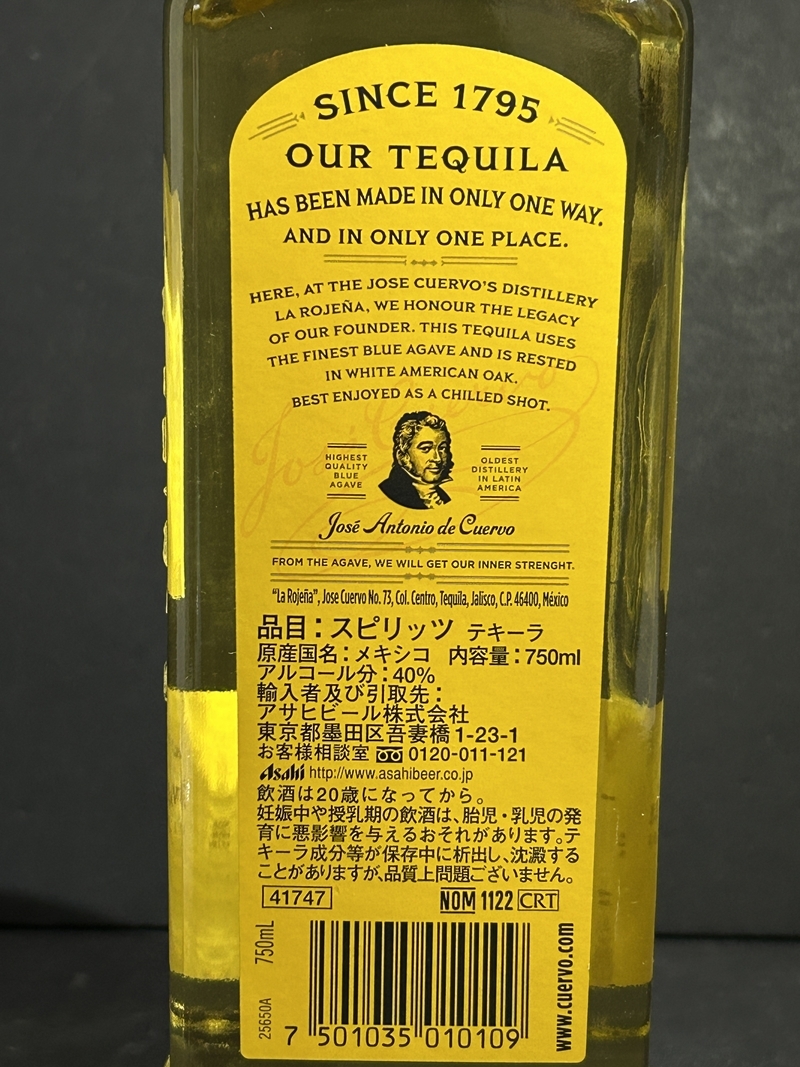 SINCE 1795
OUR TEQUILA
HAS BEEN MADE IN ONLY ONE WAY.
AND IN ONLY ONE PLACE.
HERE, AT THE JOSE CUERVO'S DISTILLERY
LA ROJEÑA, WE HONOUR THE LEGACY
OF OUR FOUNDER. THIS TEQUILA USES
THE FINEST BLUE AGAVE AND IS RESTED
IN WHITE AMERICAN OAK.
BEST ENJOYED AS A CHILLED SHOT.
Jose Cuervo
HIGHEST
QUALITY
BLUE
AGAVE
OLDEST
DISTILLERY
IN LATIN
AMERICA
José Antonio de Cuervo
FROM THE AGAVE, WE WILL GET OUR INNER STRENGHT.
"La Rojeña", Jose Cuervo No. 73, Col. Centro, Tequila, Jalisco, C.P. 46400, México
品目：スピリッツ テキーラ
原産国名：メキシコ 内容量：750ml
アルコール分：40%
輸入者及び引取先：
アサヒビール株式会社
東京都墨田区吾妻橋1-23-1
お客様相談室 0120-011-121
Asahi http://www.asahibeer.co.jp
飲酒は20歳になってから。
妊娠中や授乳期の飲酒は、胎児・乳児の発
育に悪影響を与えるおそれがあります。テ
キーラ成分等が保存中に析出し、沈澱する
ことがありますが、品質上問題ございません。
41747 NOM 1122 CRT
750mL
25650A
7 501035 010109
www.cuervo.com